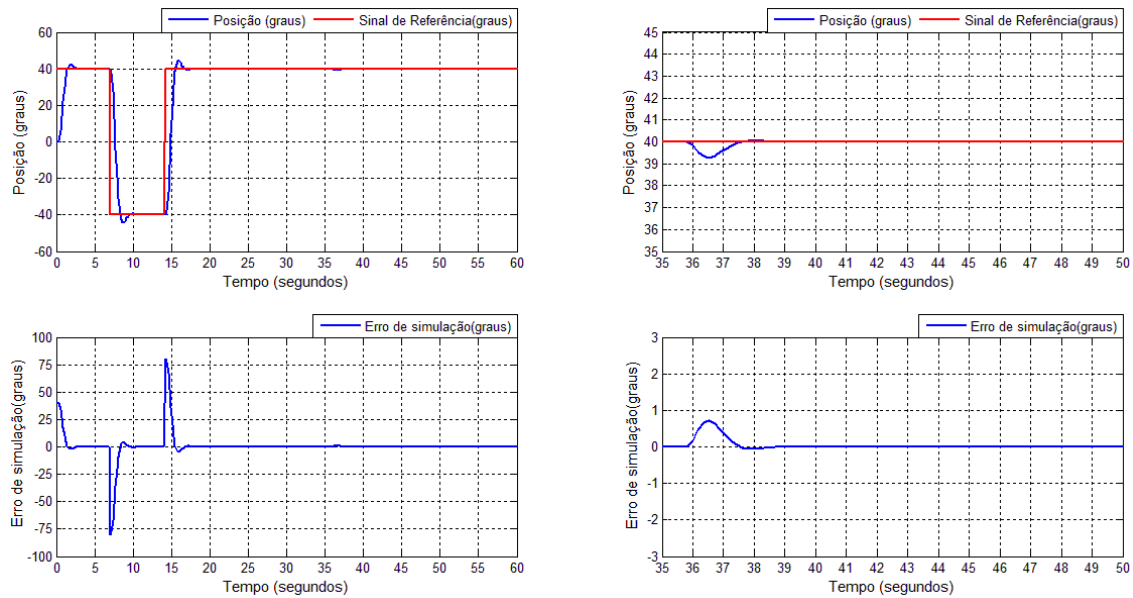 Posição (graus) Sinal de Referência(graus)
60
40
20
0
-20
-40
-60
Posição (graus)
0 5 10 15 20 25 30 35 40 45 50 55 60
Tempo (segundos)
Posição (graus) Sinal de Referência(graus)
45
44
43
42
41
40
39
38
37
36
35
Posição (graus)
35 36 37 38 39 40 41 42 43 44 45 46 47 48 49 50
Tempo (segundos)
Erro de simulação(graus)
100
75
50
25
0
-25
-50
-75
-100
Erro de simulação(graus)
0 5 10 15 20 25 30 35 40 45 50 55 60
Tempo (segundos)
Erro de simulação(graus)
3
2
1
0
-1
-2
-3
Erro de simulação(graus)
35 36 37 38 39 40 41 42 43 44 45 46 47 48 49 50
Tempo (segundos)